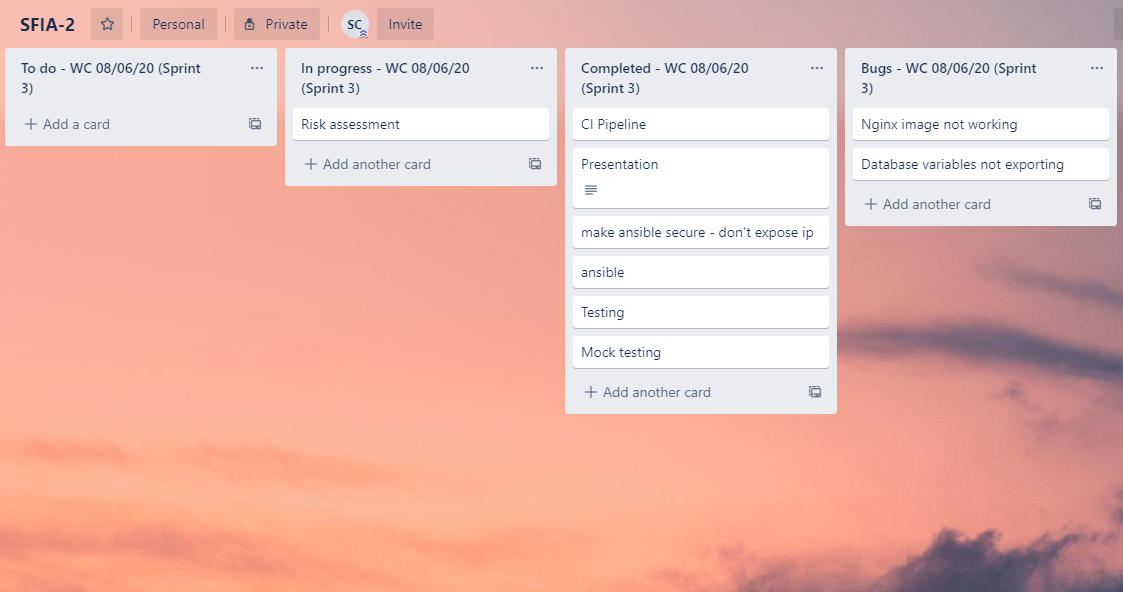 SFIA-2
Personal
Private
SC
Invite
To do - WC 08/06/20 (Sprint
3)
Add a card
In progress - WC 08/06/20
(Sprint 3)
Risk assessment
Add another card
Completed - WC 08/06/20
(Sprint 3)
CI Pipeline
Presentation
make ansible secure - don't expose ip
ansible
Testing
Mock testing
Add another card
Bugs - WC 08/06/20 (Sprint
3)
Nginx image not working
Database variables not exporting
Add another card